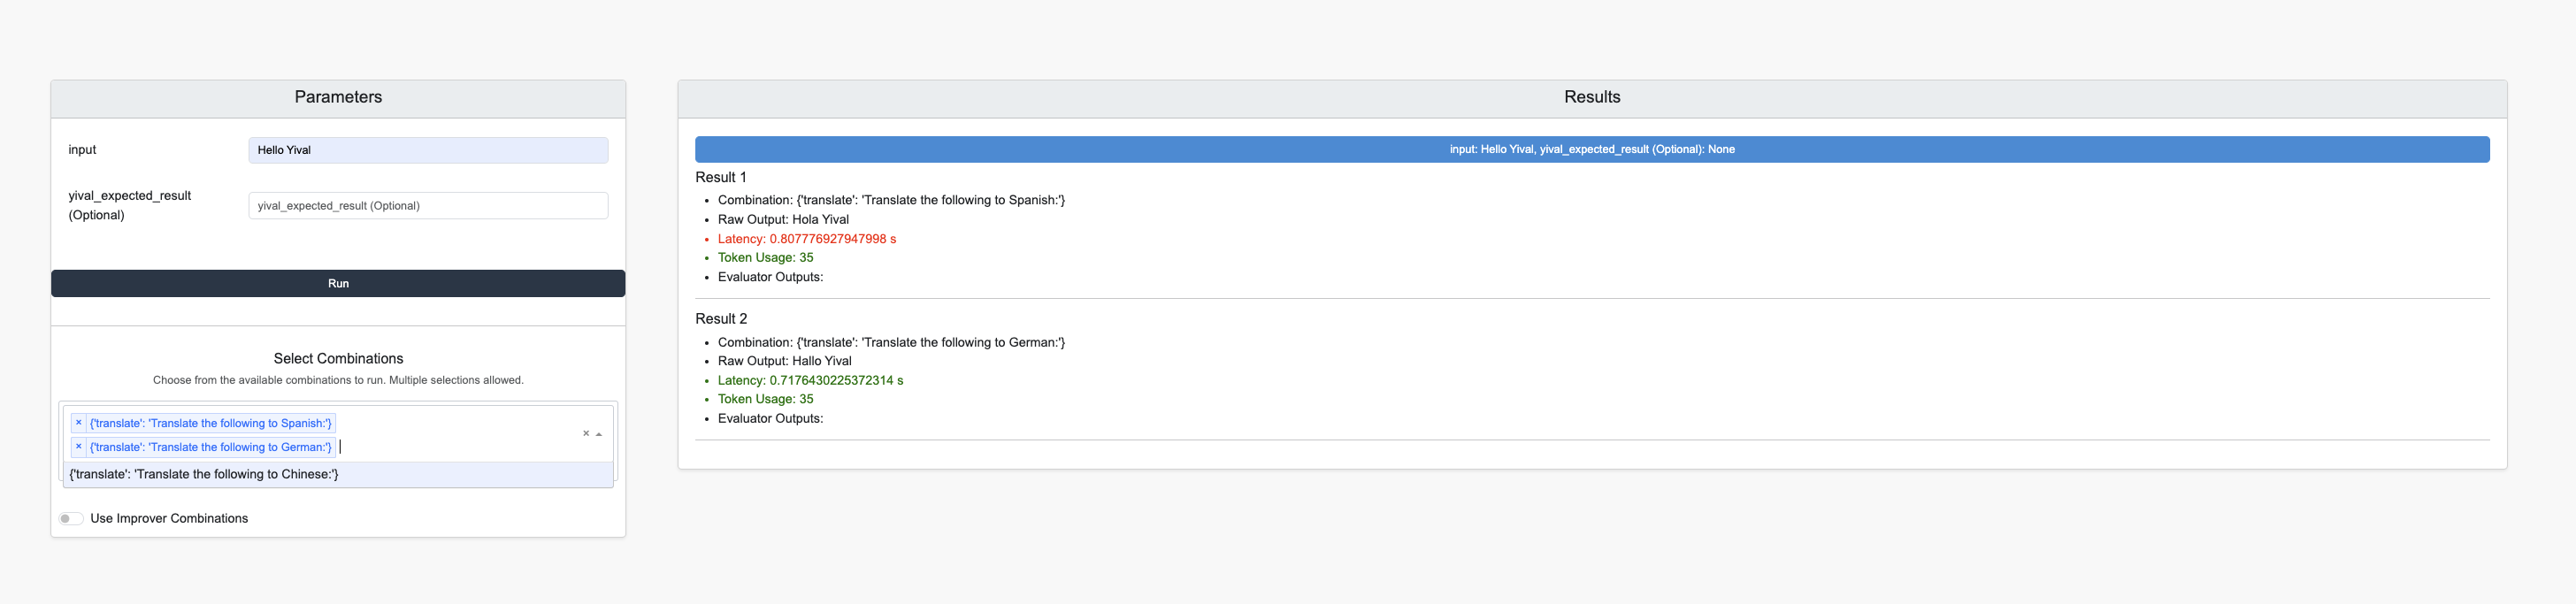 Parameters
input
Hello Yival
yival_expected_result
(Optional)
yival_expected_result (Optional)
Run
Select Combinations
Choose from the available combinations to run. Multiple selections allowed.
× {'translate': 'Translate the following to Spanish:'}
× {'translate': 'Translate the following to German:'}
×
{'translate': 'Translate the following to Chinese:'}
Use Improver Combinations
Results
input: Hello Yival, yival_expected_result (Optional): None
Result 1
• Combination: {'translate': 'Translate the following to Spanish:'}
• Raw Output: Hola Yival
• Latency: 0.807776927947998 s
• Token Usage: 35
• Evaluator Outputs:
Result 2
• Combination: {'translate': 'Translate the following to German:'}
• Raw Output: Hallo Yival
• Latency: 0.7176430225372314 s
• Token Usage: 35
• Evaluator Outputs: